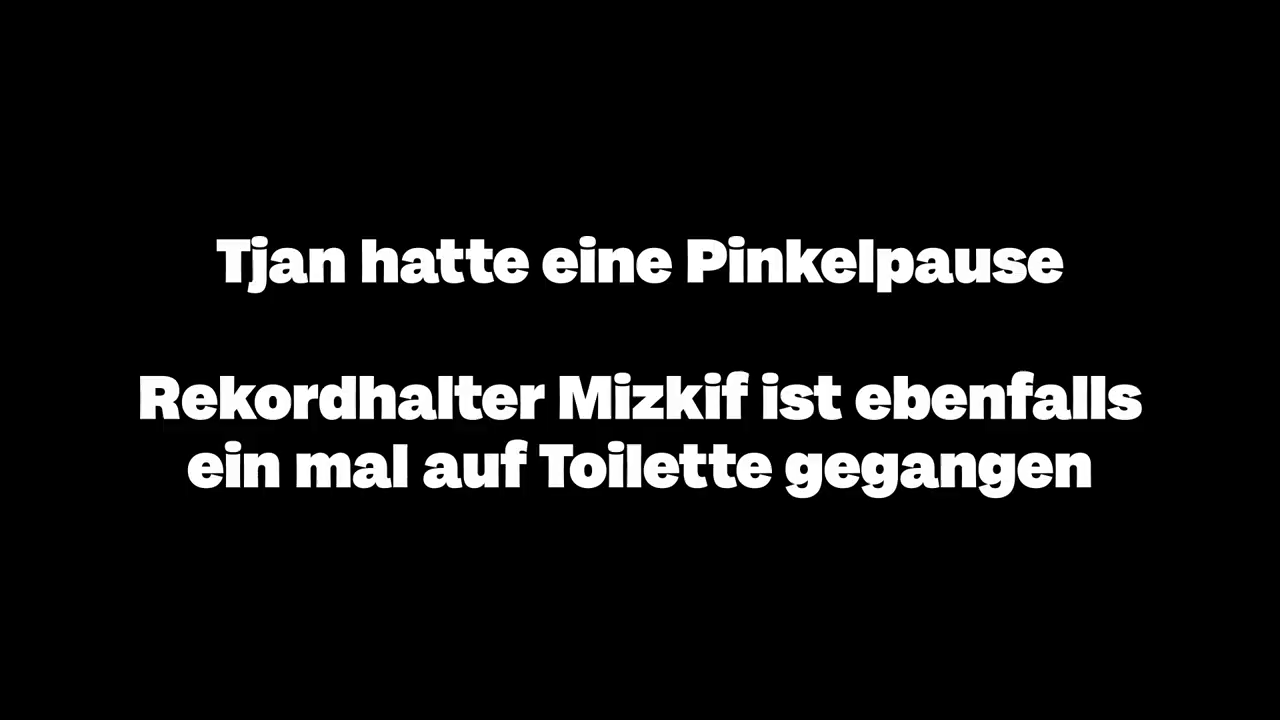 Tjan hatte eine Pinkelpause
Rekordhalter Mizkif ist ebenfalls
ein mal auf Toilette gegangen